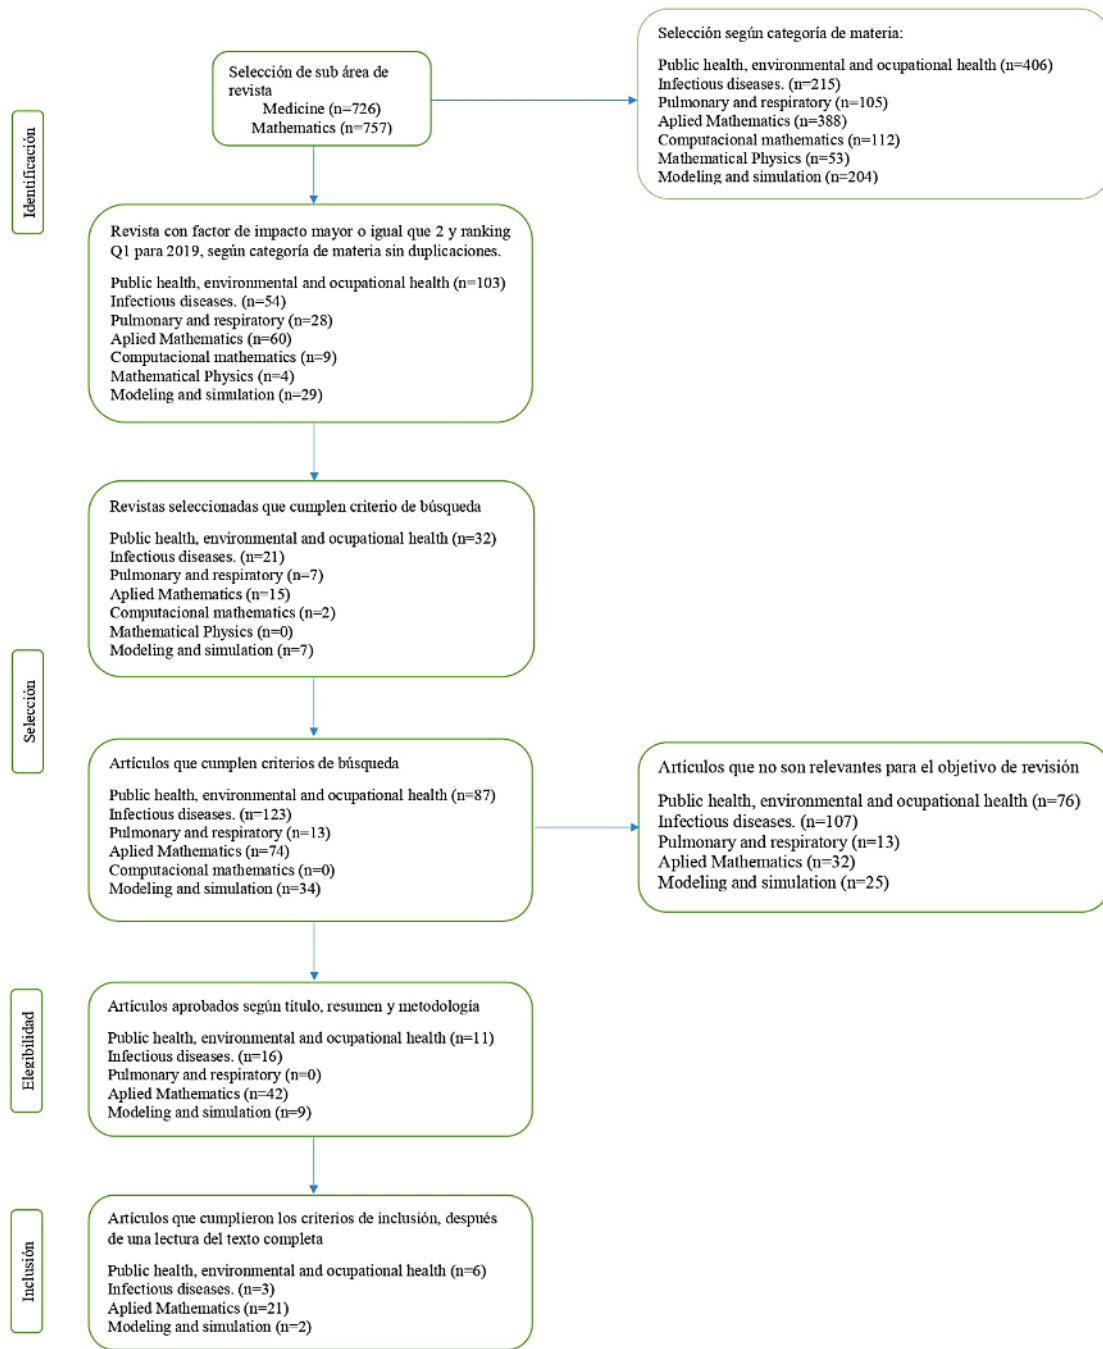 Identificación
Selección de sub área de
revista
Medicine (n=726)
Mathematics (n=757)
Selección según categoría de materia:
Public health, environmental and ocupational health (n=406)
Infectious diseases. (n=215)
Pulmonary and respiratory (n=105)
Aplied Mathematics (n=388)
Computacional mathematics (n=112)
Mathematical Physics (n=53)
Modeling and simulation (n=204)
Revista con factor de impacto mayor o igual que 2 y ranking
Q1 para 2019, según categoría de materia sin duplicaciones.
Public health, environmental and ocupational health (n=103)
Infectious diseases. (n=54)
Pulmonary and respiratory (n=28)
Aplied Mathematics (n=60)
Computacional mathematics (n=9)
Mathematical Physics (n=4)
Modeling and simulation (n=29)
Selección
Revistas seleccionadas que cumplen criterio de búsqueda
Public health, environmental and ocupational health (n=32)
Infectious diseases. (n=21)
Pulmonary and respiratory (n=7)
Aplied Mathematics (n=15)
Computacional mathematics (n=2)
Mathematical Physics (n=0)
Modeling and simulation (n=7)
Artículos que cumplen criterios de búsqueda
Public health, environmental and ocupational health (n=87)
Infectious diseases. (n=123)
Pulmonary and respiratory (n=13)
Aplied Mathematics (n=74)
Computacional mathematics (n=0)
Modeling and simulation (n=34)
Artículos que no son relevantes para el objetivo de revisión
Public health, environmental and ocupational health (n=76)
Infectious diseases. (n=107)
Pulmonary and respiratory (n=13)
Aplied Mathematics (n=32)
Modeling and simulation (n=25)
Elegibilidad
Artículos aprobados según título, resumen y metodología
Public health, environmental and ocupational health (n=11)
Infectious diseases. (n=16)
Pulmonary and respiratory (n=0)
Aplied Mathematics (n=42)
Modeling and simulation (n=9)
Inclusión
Artículos que cumplieron los criterios de inclusión, después
de una lectura del texto completa
Public health, environmental and ocupational health (n=6)
Infectious diseases. (n=3)
Aplied Mathematics (n=21)
Modeling and simulation (n=2)